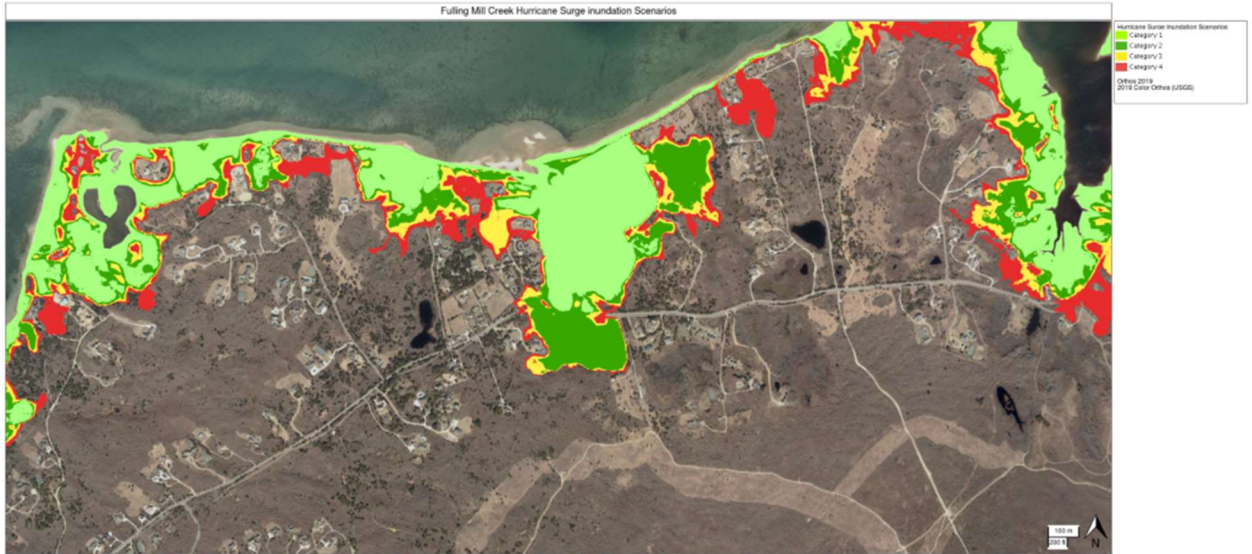 Fulling Mill Creek Hurricane Surge inundation Scenarios
Hurricane Surge Inundation Scenarios
Category 1
Category 2
Category 3
Category 4
Orthos 2019
2019 Color Orthos (USGS)
100 m
200 ft
N